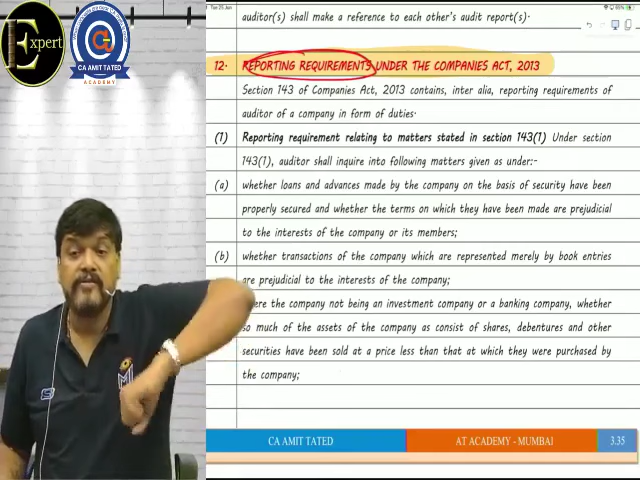 Tue 25 Jun
auditor(s) shall make a reference to each other's audit report(s).
Expert
CA AMIT TATED
12. REPORTING REQUIREMENTS UNDER THE COMPANIES ACT, 2013
Section 143 of Companies Act, 2013 contains, inter alia, reporting requirements of
auditor of a company in form of duties.
(1) Reporting requirement relating to matters stated in section 143(1) Under section
143(1), auditor shall inquire into following matters given as under:-
(a) whether loans and advances made by the company on the basis of security have been
properly secured and whether the terms on which they have been made are prejudicial
to the interests of the company or its members;
(b) whether transactions of the company which are represented merely by book entries
are prejudicial to the interests of the company;
the company not being an investment company or a banking company, whether
so much of the assets of the company as consist of shares, debentures and other
securities have been sold at a price less than that at which they were purchased by
the company;
CA AMIT TATED AT ACADEMY - MUMBAI 3.35